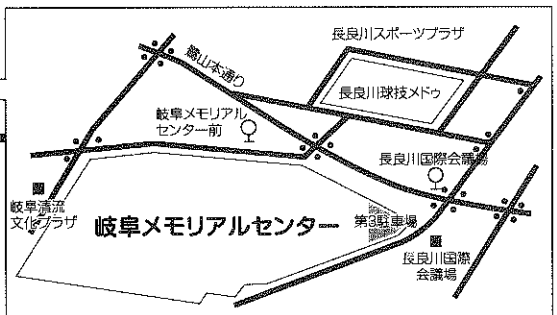 長良川スポーツプラザ
鷺山本通り
長良川球技メドゥ
岐阜メモリアル
センター前
長良川国際会議場
岐阜清流
文化プラザ
岐阜メモリアルセンター
第3駐車場
長良川国際
会議場